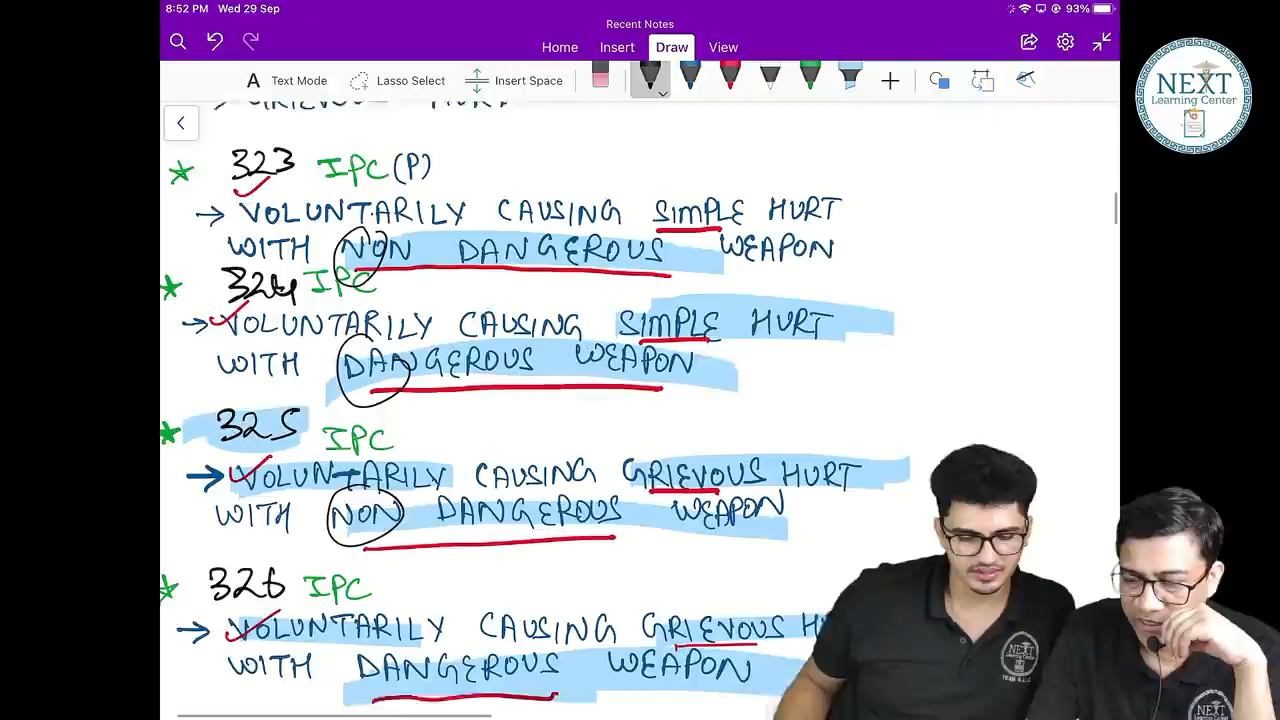 8:52 PM Wed 29 Sep
93%
Recent Notes
Home Insert Draw View
Text Mode
Lasso Select
Insert Space
NEXT
Learning Center
GRIEVOUS HURT
323 IPC (P)
→ VOLUNTARILY CAUSING SIMPLE HURT
WITH NON DANGEROUS WEAPON
324 IPC
→ VOLUNTARILY CAUSING SIMPLE HURT
WITH DANGEROUS WEAPON
325 IPC
→ VOLUNTARILY CAUSING GRIEVOUS HURT
WITH NON DANGEROUS WEAPON
326 IPC
→ VOLUNTARILY CAUSING GRIEVOUS H
WITH DANGEROUS WEAPON
NEXT